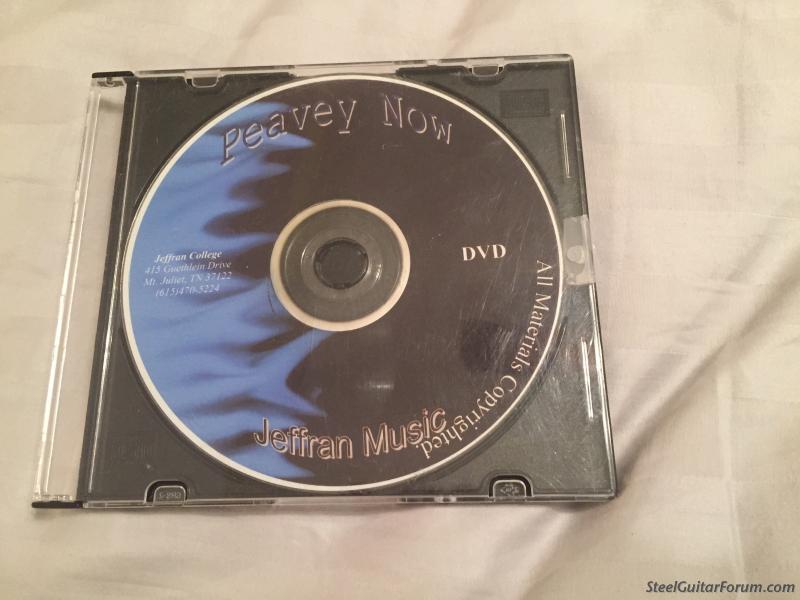 Peavey Now
Jeffran College
415 Guethlein Drive
Mt. Juliet, TN 37122
(615)470-5224
DVD
All Materials Copyrighted.
Jeffran Music
SteelGuitarForum.com